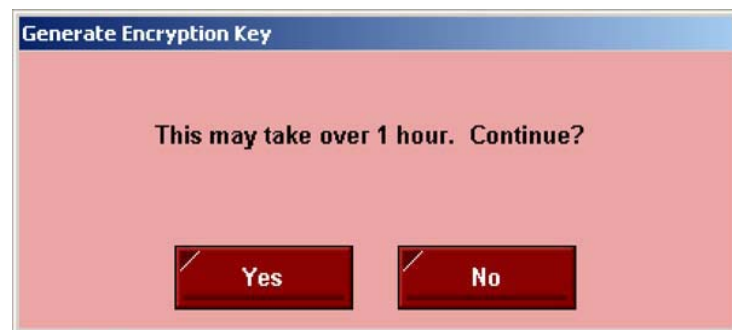 Generate Encryption Key
This may take over 1 hour.  Continue?
Yes
No